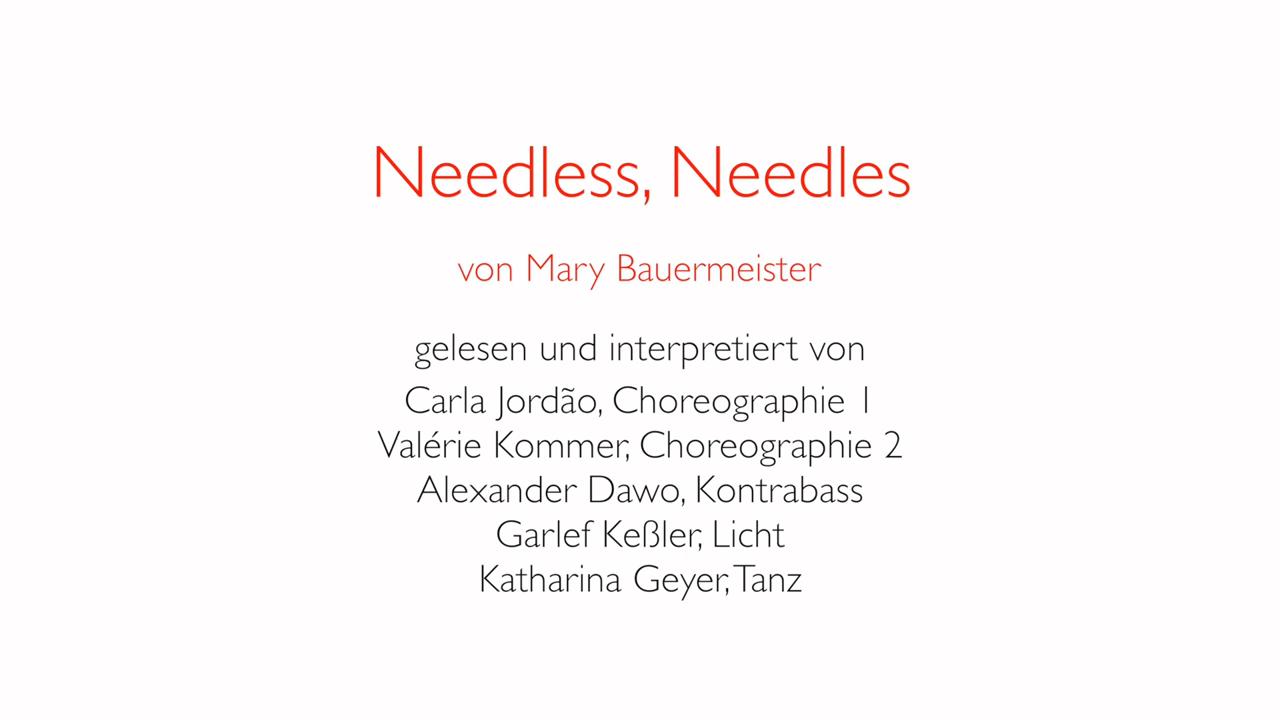 Needless, Needles
von Mary Bauermeister
gelesen und interpretiert von
Carla Jordão, Choreographie 1
Valérie Kommer, Choreographie 2
Alexander Dawo, Kontrabass
Garlef Keßler, Licht
Katharina Geyer, Tanz